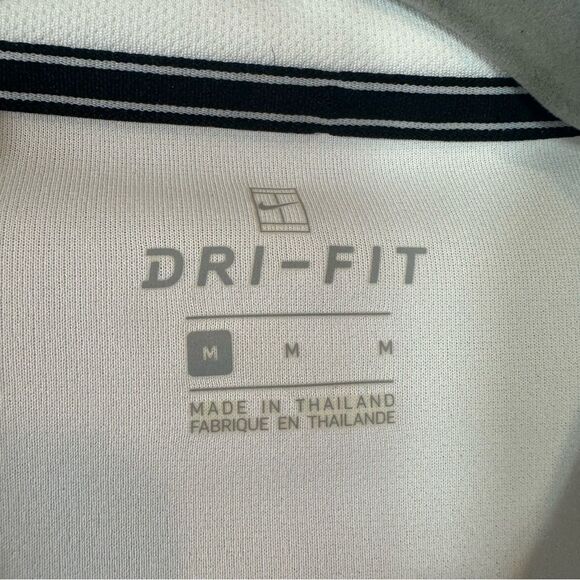 DRI-FIT
M M M
MADE IN THAILAND
FABRIQUE EN THAILANDE